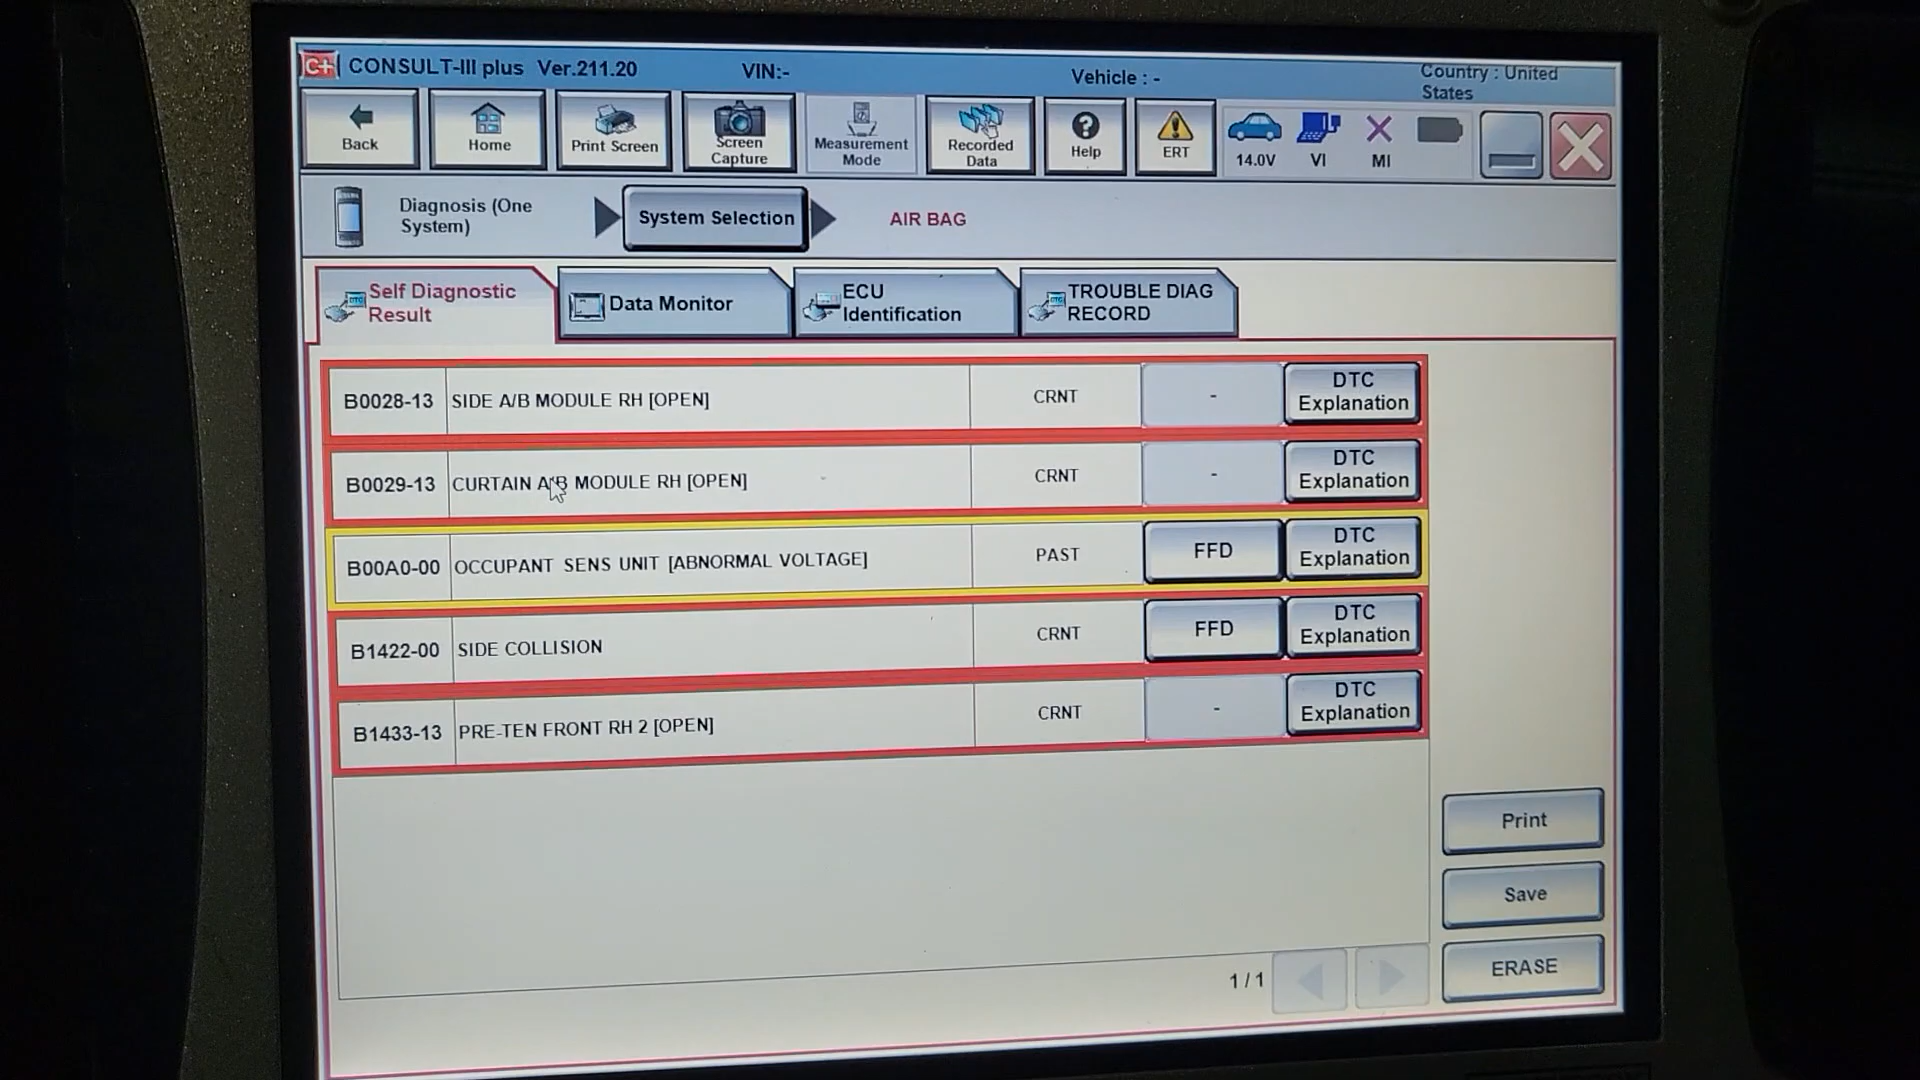 C+ CONSULT-III plus Ver.211.20 VIN:- Vehicle : - Country : United
States
Back
Home
Print Screen
Screen
Capture
Measurement
Mode
Recorded
Data
Help
ERT
14.0V
VI
MI
Diagnosis (One
System)
System Selection
AIR BAG
Self Diagnostic
Result
Data Monitor
ECU
Identification
TROUBLE DIAG
RECORD
B0028-13 SIDE A/B MODULE RH [OPEN] CRNT - DTC
Explanation
B0029-13 CURTAIN A/B MODULE RH [OPEN] CRNT - DTC
Explanation
B00A0-00 OCCUPANT SENS UNIT [ABNORMAL VOLTAGE] PAST FFD DTC
Explanation
B1422-00 SIDE COLLISION CRNT FFD DTC
Explanation
B1433-13 PRE-TEN FRONT RH 2 [OPEN] CRNT - DTC
Explanation
Print
Save
ERASE
1/1